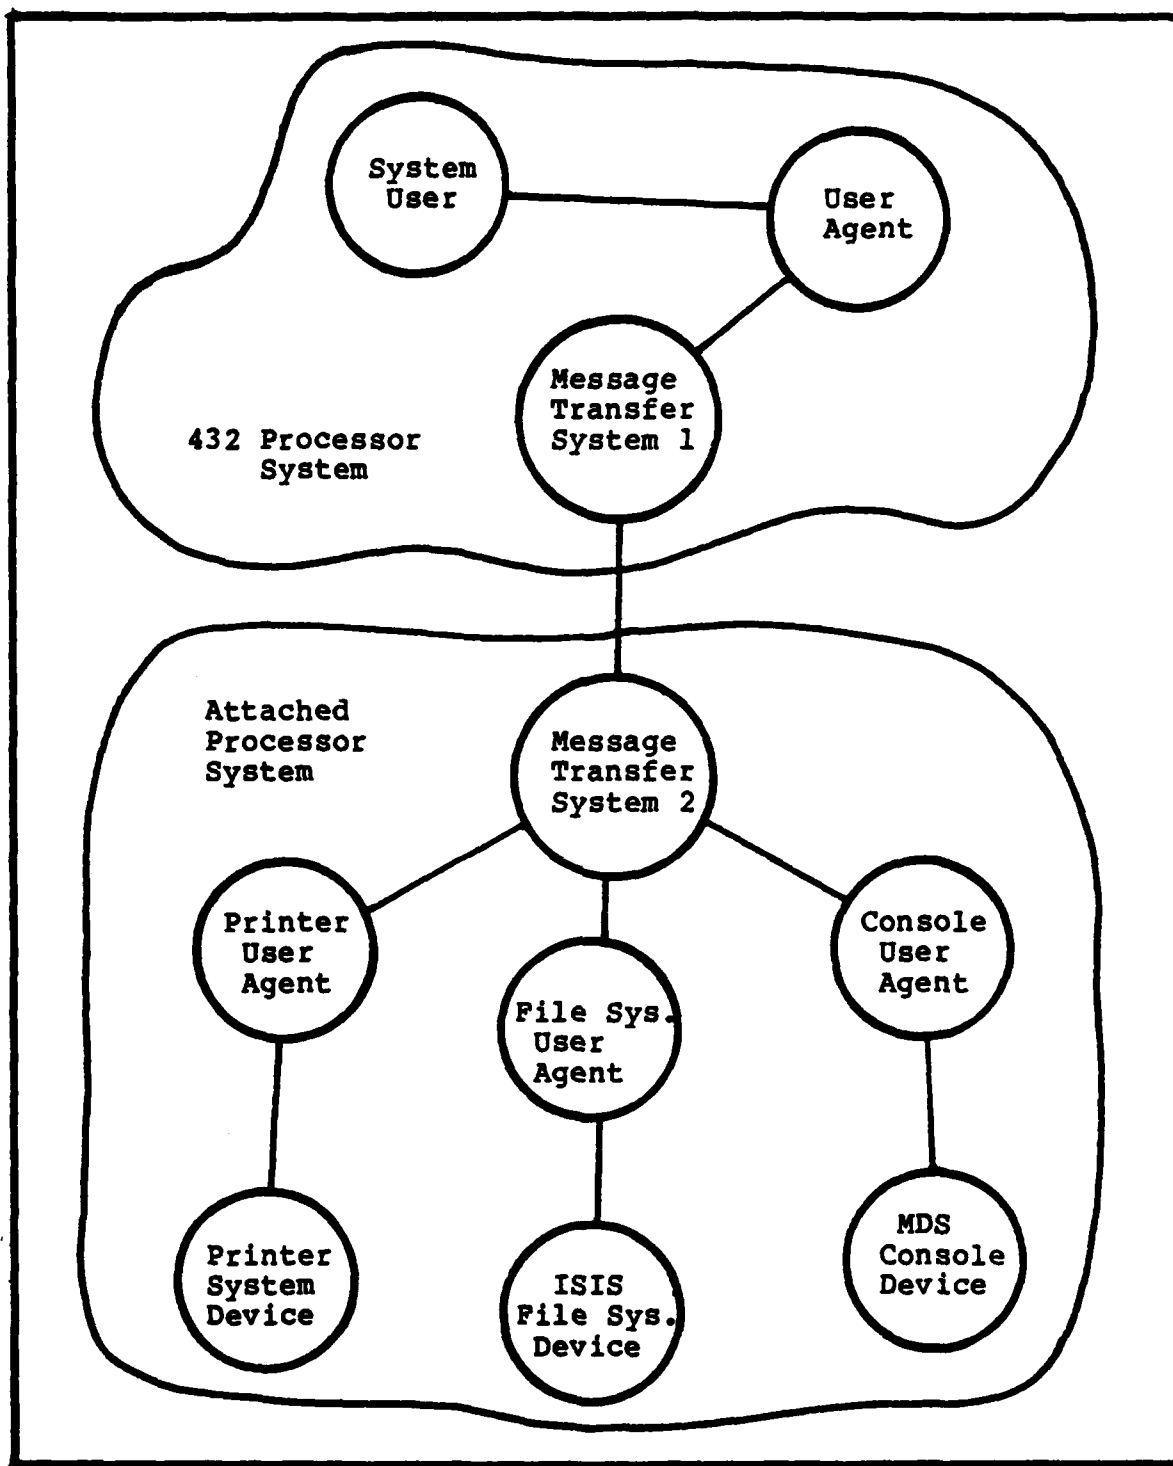 System
User
User
Agent
Message
Transfer
System 1
432 Processor
System
Attached
Processor
System
Message
Transfer
System 2
Printer
User
Agent
File Sys.
User
Agent
Console
User
Agent
Printer
System
Device
ISIS
File Sys.
Device
MDS
Console
Device